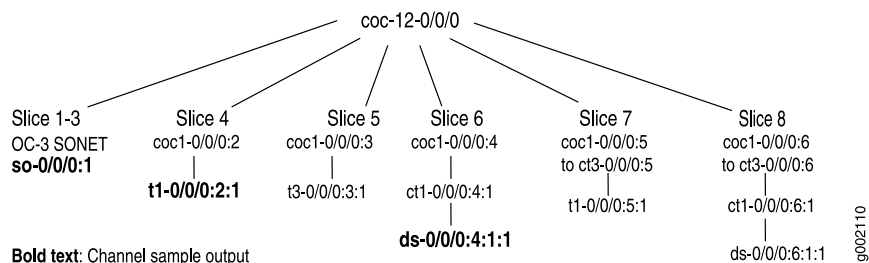 coc-12-0/0/0
Slice 1-3
OC-3 SONET
so-0/0/0:1
Slice 4
coc1-0/0/0:2
t1-0/0/0:2:1
Slice 5
coc1-0/0/0:3
t3-0/0/0:3:1
Slice 6
coc1-0/0/0:4
ct1-0/0/0:4:1
ds-0/0/0:4:1:1
Slice 7
coc1-0/0/0:5
to ct3-0/0/0:5
t1-0/0/0:5:1
Slice 8
coc1-0/0/0:6
to ct3-0/0/0:6
ct1-0/0/0:6:1
ds-0/0/0:6:1:1
Bold text: Channel sample output
g002110